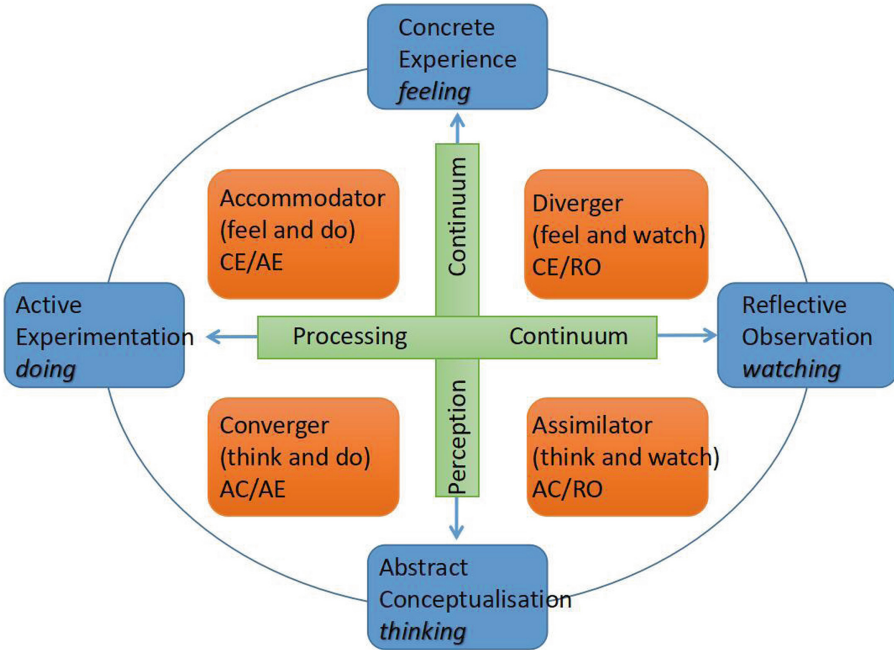 Concrete
Experience
feeling
Accommodator
(feel and do)
CE/AE
Continuum
Diverger
(feel and watch)
CE/RO
Active
Experimentation
doing
Processing Continuum
Reflective
Observation
watching
Converger
(think and do)
AC/AE
Perception
Assimilator
(think and watch)
AC/RO
Abstract
Conceptualisation
thinking